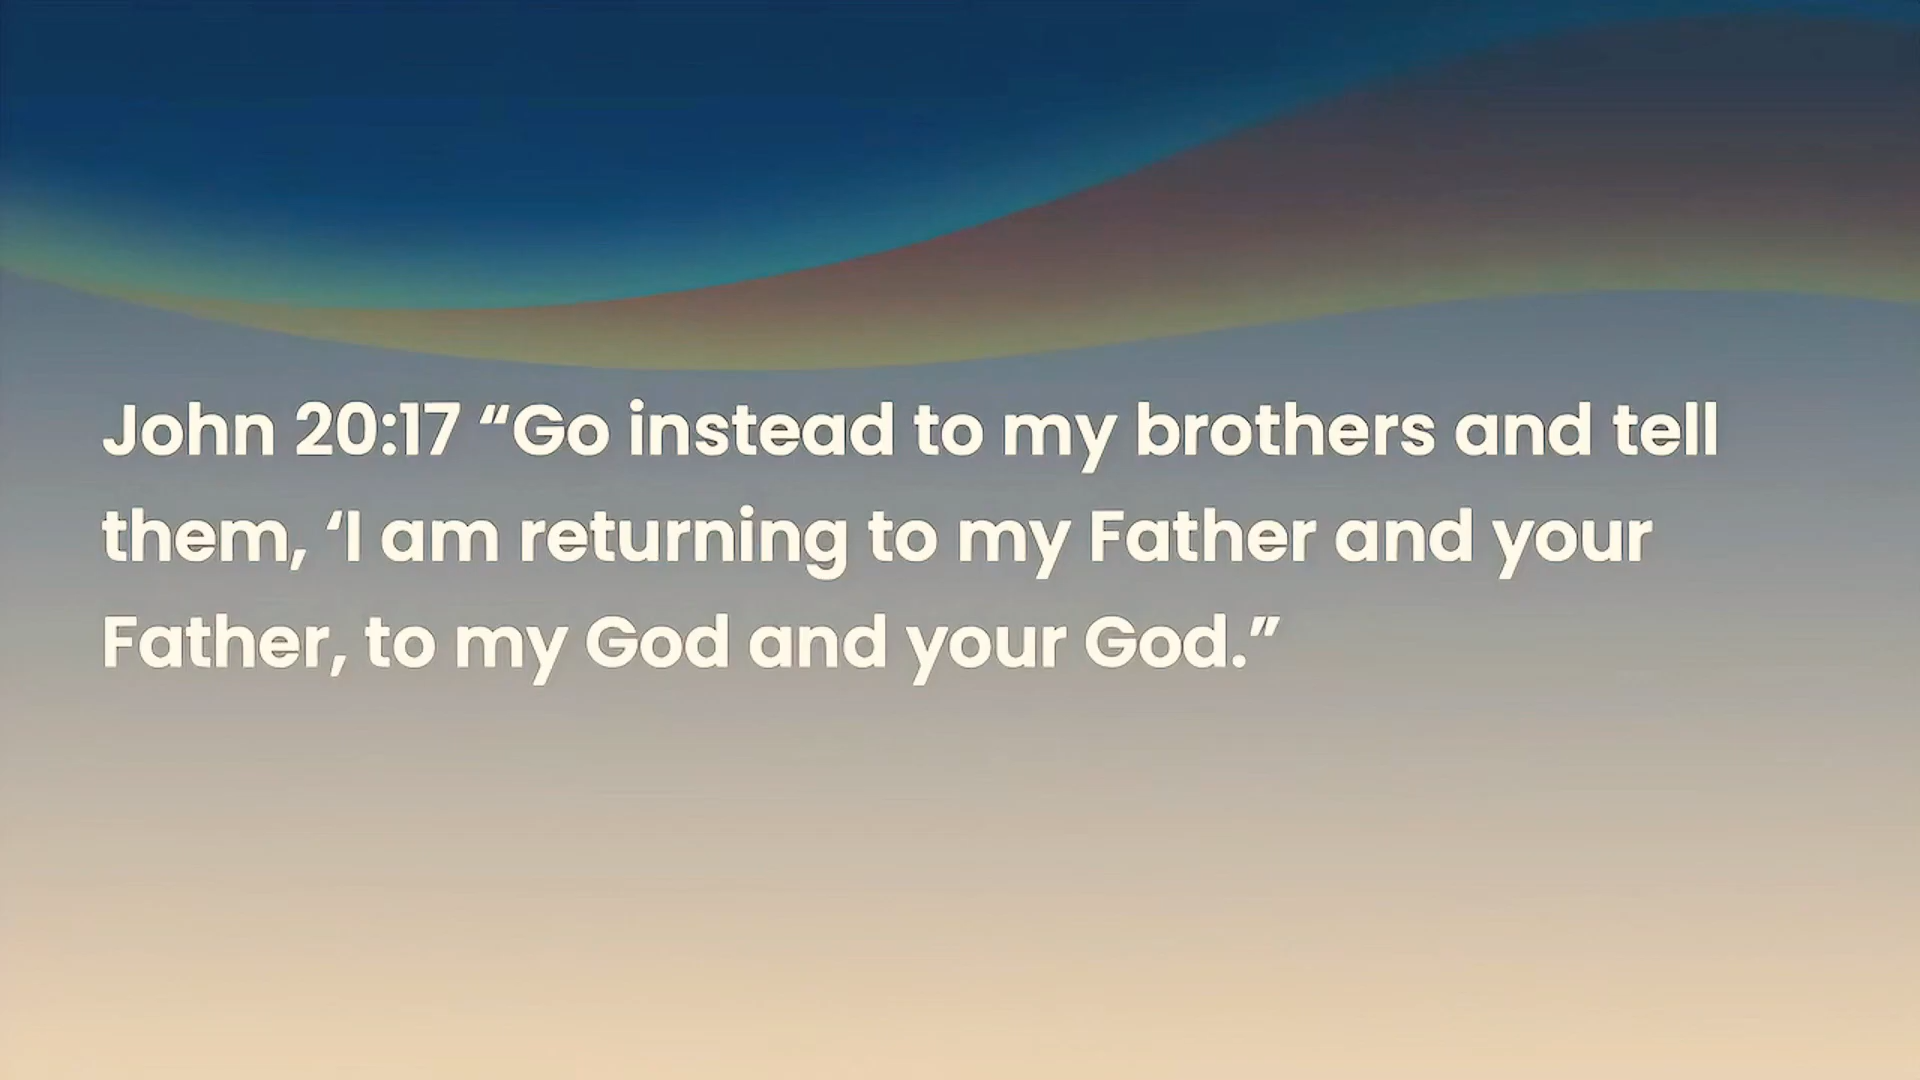 John 20:17 “Go instead to my brothers and tell
them, ‘I am returning to my Father and your
Father, to my God and your God.”